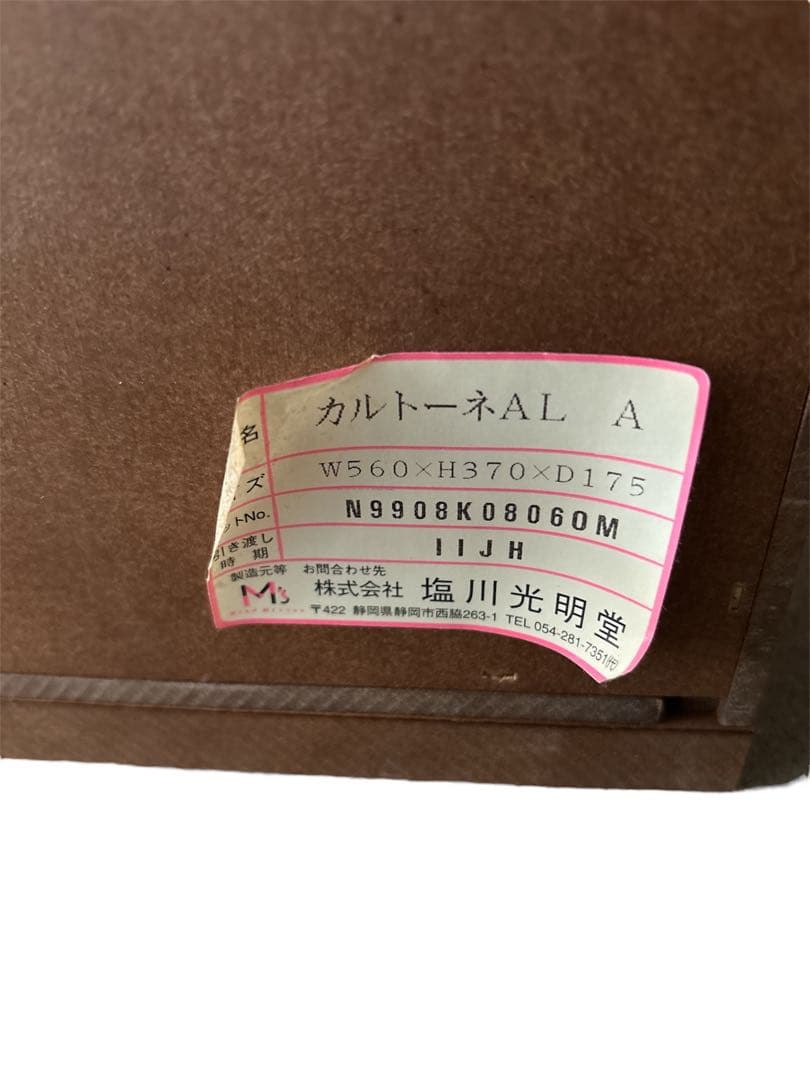 名 カルトーネAL A
ズ W560×H370×D175
ットNo. N9908K08060M
引き渡し時期 IIJH
製造元等 お問合わせ先
M's 株式会社 塩川光明堂
〒422 静岡県静岡市西脇263-1 TEL 054-281-7351㈹